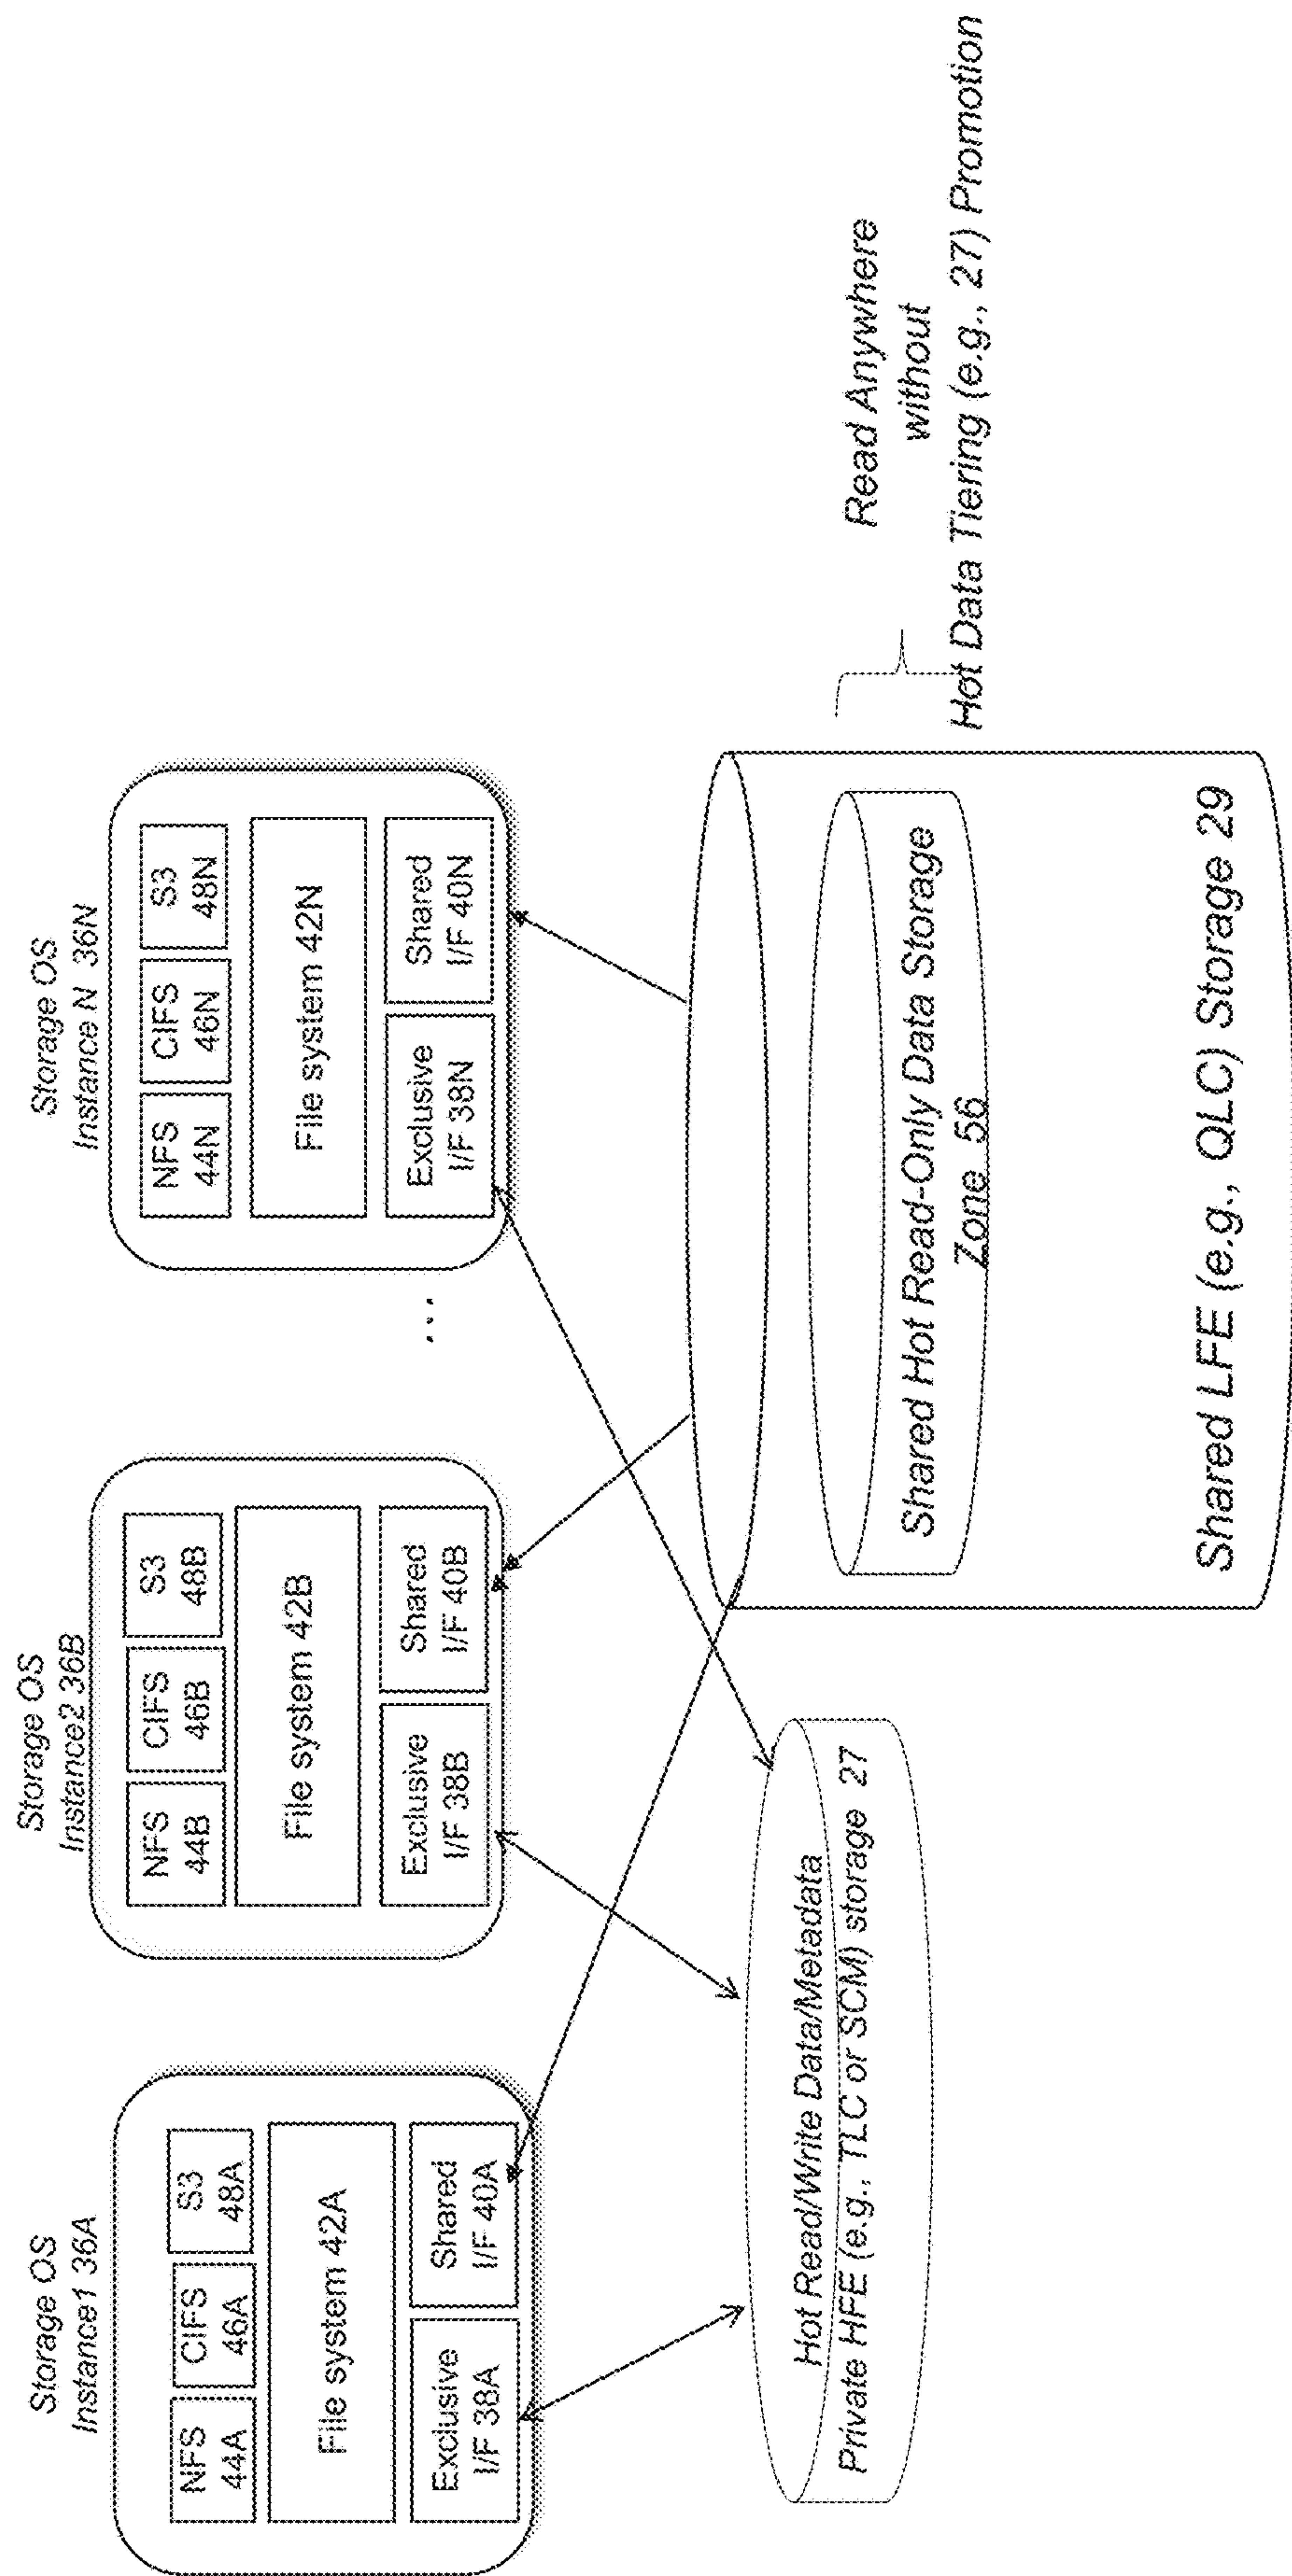 Storage OS
Instance1 36A
NFS
44A
CIFS
46A
S3
48A
File system 42A
Exclusive
I/F 38A
Shared
I/F 40A
Storage OS
Instance2 36B
NFS
44B
CIFS
46B
S3
48B
File system 42B
Exclusive
I/F 38B
Shared
I/F 40B
...
Storage OS
Instance N 36N
NFS
44N
CIFS
46N
S3
48N
File system 42N
Exclusive
I/F 38N
Shared
I/F 40N
Hot Read/Write Data/Metadata
Private HFE (e.g., TLC or SCM) storage 27
Shared Hot Read-Only Data Storage
Zone 56
Shared LFE (e.g., QLC) Storage 29
Read Anywhere
without
Hot Data Tiering (e.g., 27) Promotion